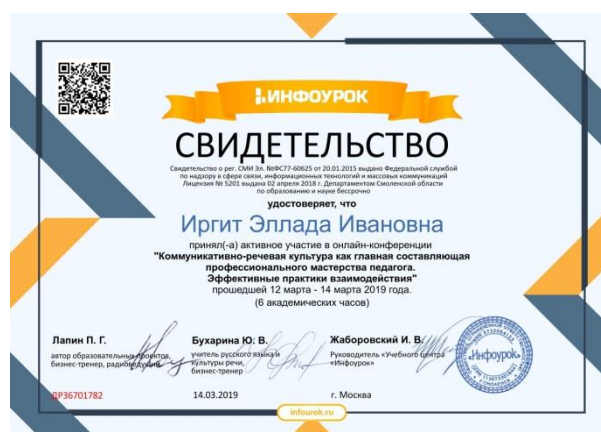 ИНФОУРОК
СВИДЕТЕЛЬСТВО
Свидетельство о рег. СМИ Эл. №ФС77-60625 от 20.01.2015 выдано Федеральной службой
по надзору в сфере связи, информационных технологий и массовых коммуникаций
Лицензия № 5201 выдана 02 апреля 2018 г. Департаментом Смоленской области
по образованию и науке бессрочно
удостоверяет, что
Иргит Эллада Ивановна
принял(-а) активное участие в онлайн-конференции
"Коммуникативно-речевая культура как главная составляющая
профессионального мастерства педагога.
Эффективные практики взаимодействия"
прошедшей 12 марта - 14 марта 2019 года.
(6 академических часов)
Лапин П. Г.
автор образовательных проектов,
бизнес-тренер, радиоведущий
Бухарина Ю. В.
учитель русского языка и
культуры речи,
бизнес-тренер
Жаборовский И. В.
Руководитель «Учебного центра
«Инфоурок»
«Инфоурок»
ДР36701782
14.03.2019
г. Москва
infourok.ru